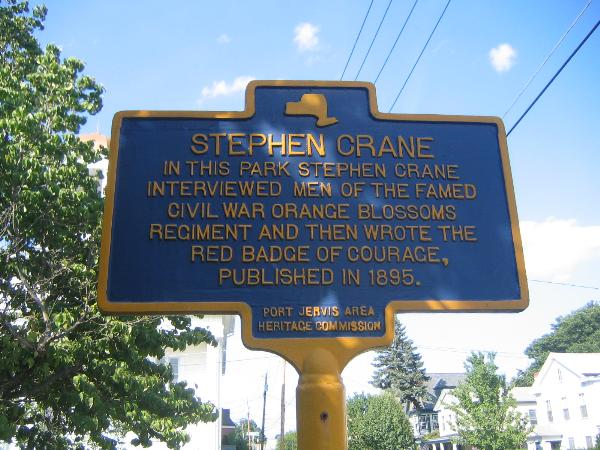 STEPHEN CRANE
IN THIS PARK STEPHEN CRANE
INTERVIEWED MEN OF THE FAMED
CIVIL WAR ORANGE BLOSSOMS
REGIMENT AND THEN WROTE THE
RED BADGE OF COURAGE,
PUBLISHED IN 1895.
PORT JERVIS AREA
HERITAGE COMMISSION